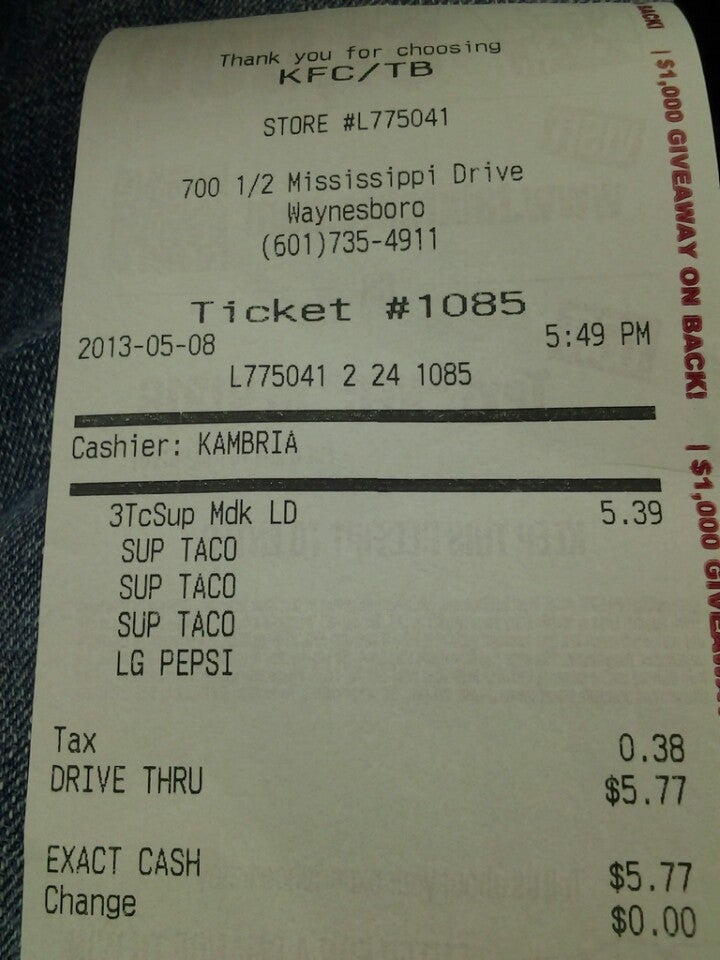 Thank you for choosing
KFC/TB
STORE #L775041
700 1/2 Mississippi Drive
Waynesboro
(601)735-4911
Ticket #1085
2013-05-08 5:49 PM
L775041 2 24 1085
Cashier: KAMBRIA
3TcSup Mdk LD 5.39
SUP TACO
SUP TACO
SUP TACO
LG PEPSI
Tax 0.38
DRIVE THRU $5.77
EXACT CASH $5.77
Change $0.00
BACK! | $1,000 GIVEAWAY ON BACK! | $1,000